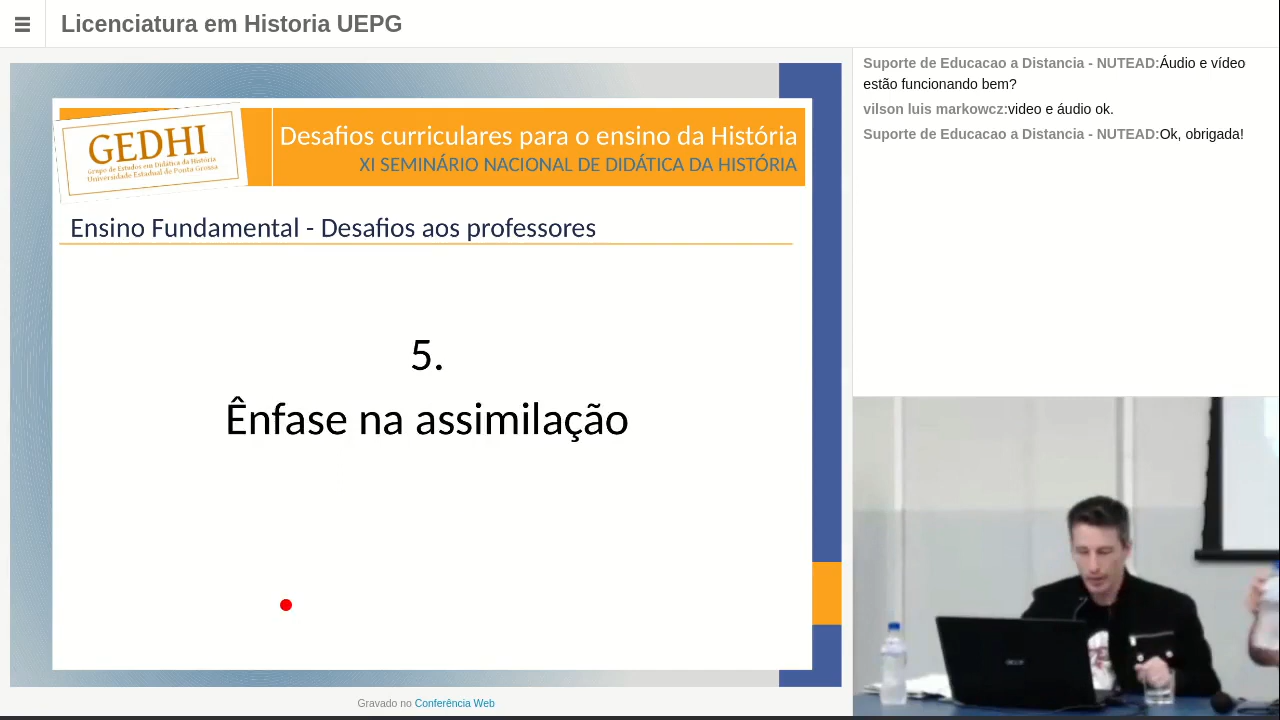 Licenciatura em Historia UEPG
GEDHI
Grupo de Estudos em Didática da História
Universidade Estadual de Ponta Grossa
Desafios curriculares para o ensino da História
XI SEMINÁRIO NACIONAL DE DIDÁTICA DA HISTÓRIA
Ensino Fundamental - Desafios aos professores
5.
Ênfase na assimilação
Gravado no Conferência Web
Suporte de Educacao a Distancia - NUTEAD:Áudio e vídeo
estão funcionando bem?
vilson luis markowcz:video e áudio ok.
Suporte de Educacao a Distancia - NUTEAD:Ok, obrigada!
acer